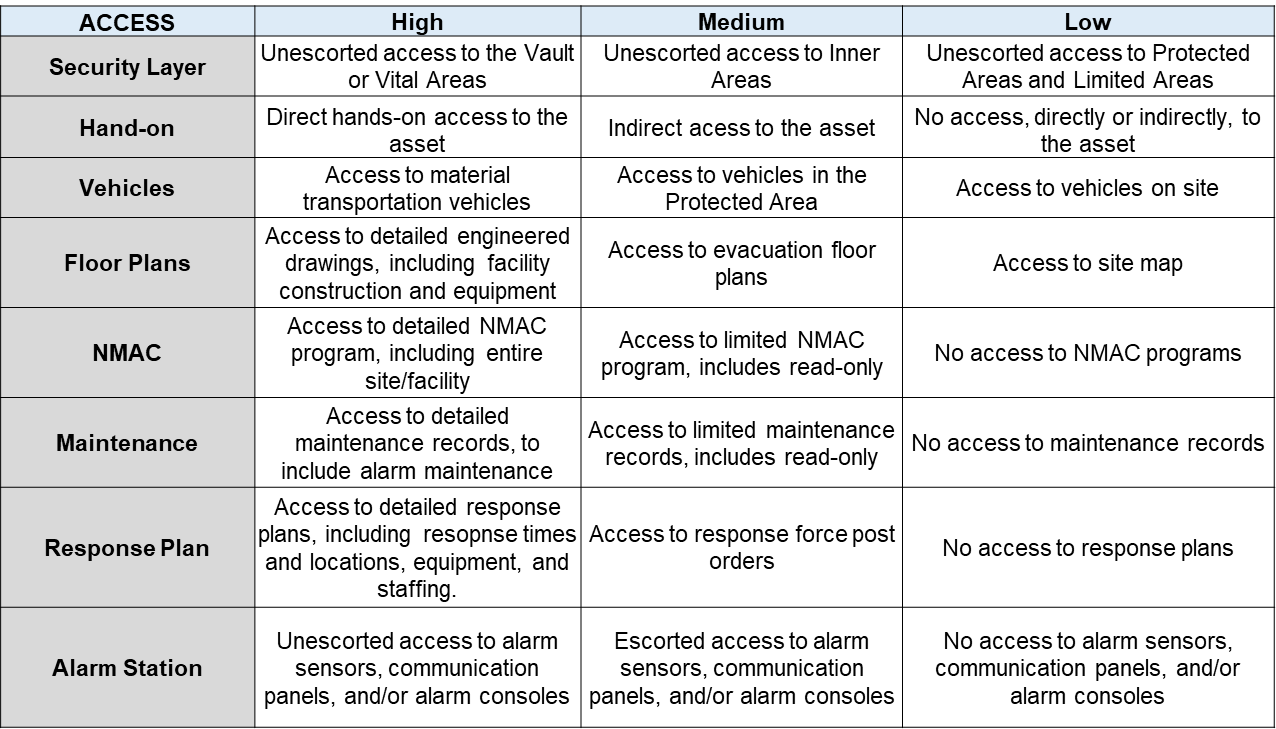 ACCESS High Medium Low
Security Layer
Unescorted access to the Vault
or Vital Areas
Unescorted access to Inner
Areas
Unescorted access to Protected
Areas and Limited Areas
Hand-on
Direct hands-on access to the
asset
Indirect acess to the asset
No access, directly or indirectly, to
the asset
Vehicles
Access to material
transportation vehicles
Access to vehicles in the
Protected Area
Access to vehicles on site
Floor Plans
Access to detailed engineered
drawings, including facility
construction and equipment
Access to evacuation floor
plans
Access to site map
NMAC
Access to detailed NMAC
program, including entire
site/facility
Access to limited NMAC
program, includes read-only
No access to NMAC programs
Maintenance
Access to detailed
maintenance records, to
include alarm maintenance
Access to limited maintenance
records, includes read-only
No access to maintenance records
Response Plan
Access to detailed response
plans, including resopnse times
and locations, equipment, and
staffing.
Access to response force post
orders
No access to response plans
Alarm Station
Unescorted access to alarm
sensors, communication
panels, and/or alarm consoles
Escorted access to alarm
sensors, communication
panels, and/or alarm consoles
No access to alarm sensors,
communication panels, and/or
alarm consoles